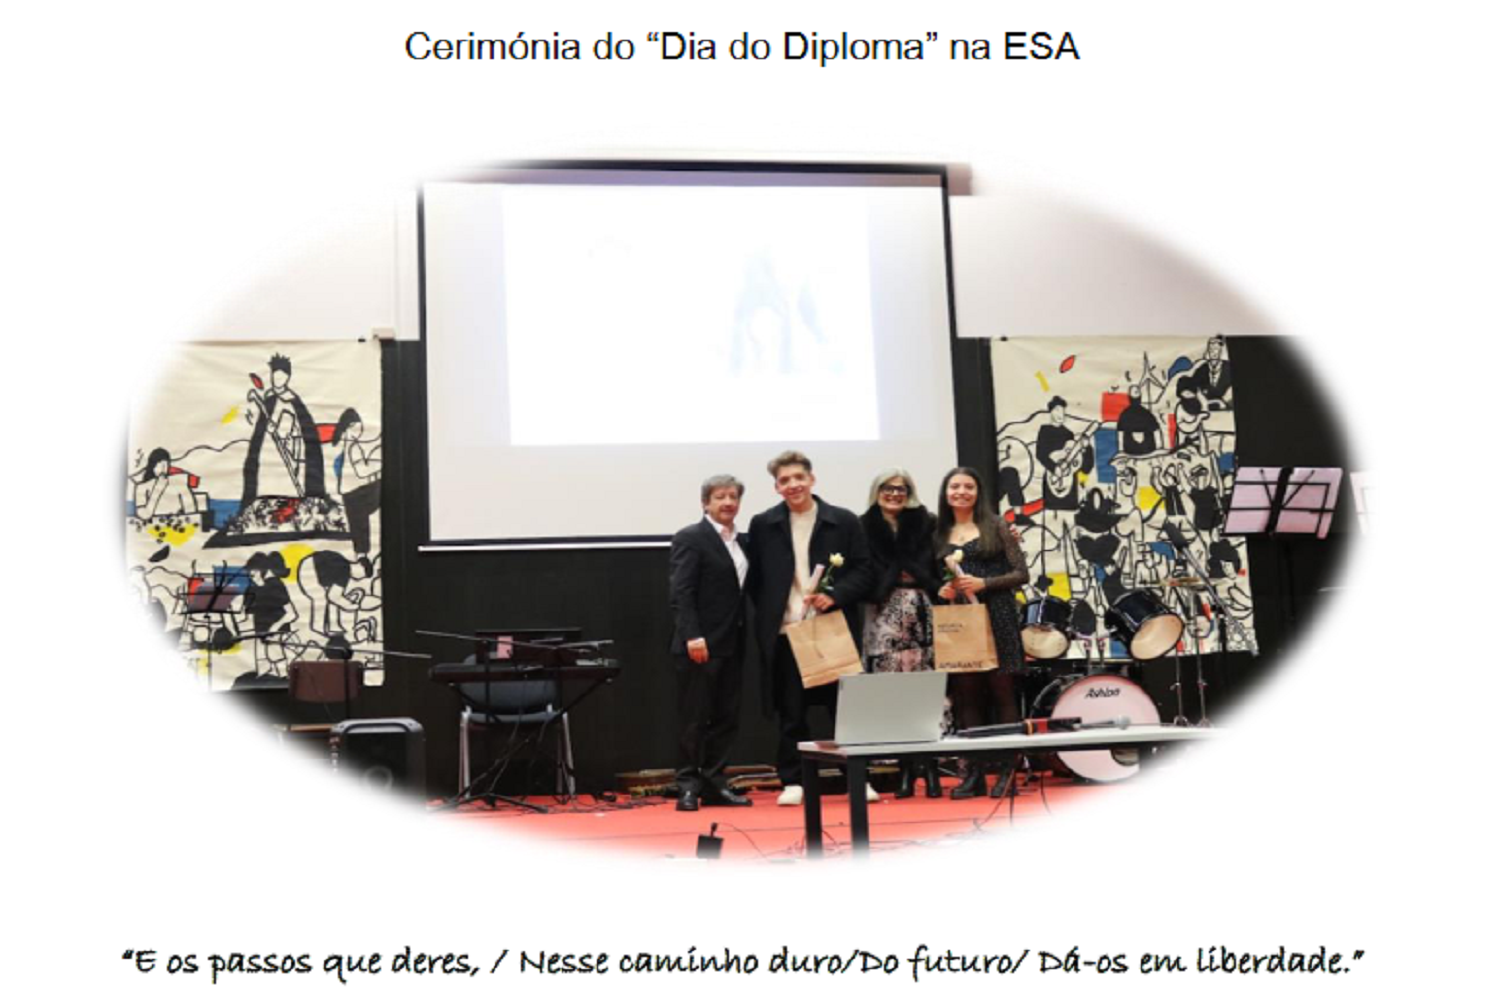 Cerimónia do “Dia do Diploma” na ESA
AMARANTE
Ashton
“E os passos que deres, / Nesse caminho duro/Do futuro/ Dá-os em liberdade.”